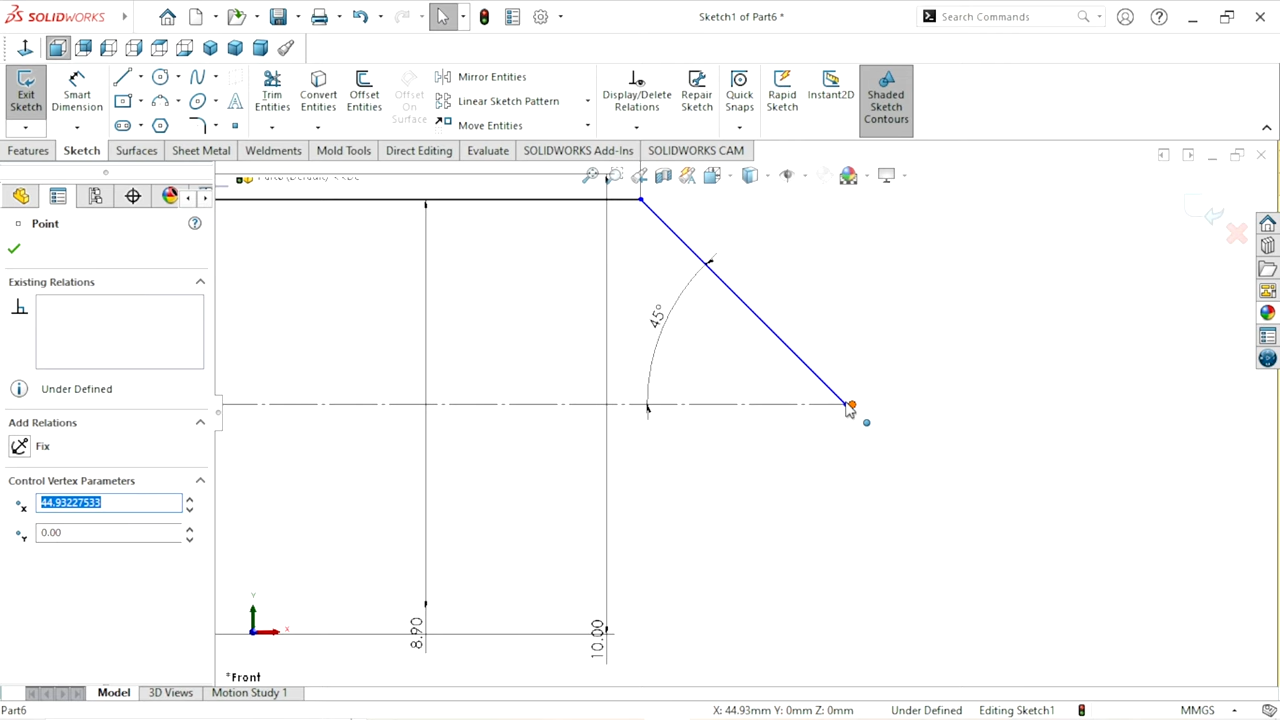 SOLIDWORKS
Sketch1 of Part6 *
Search Commands
Exit Sketch
Smart Dimension
Trim Entities
Convert Entities
Offset Entities
Offset On Surface
Mirror Entities
Linear Sketch Pattern
Move Entities
Display/Delete Relations
Repair Sketch
Quick Snaps
Rapid Sketch
Instant2D
Shaded Sketch Contours
Features
Sketch
Surfaces
Sheet Metal
Weldments
Mold Tools
Direct Editing
Evaluate
SOLIDWORKS Add-Ins
SOLIDWORKS CAM
Point
Existing Relations
Under Defined
Add Relations
Fix
Control Vertex Parameters
44.93227533
0.00
45°
8.90
10.00
Y
X
*Front
Model
3D Views
Motion Study 1
Part6
X: 44.93mm Y: 0mm Z: 0mm
Under Defined
Editing Sketch1
MMGS